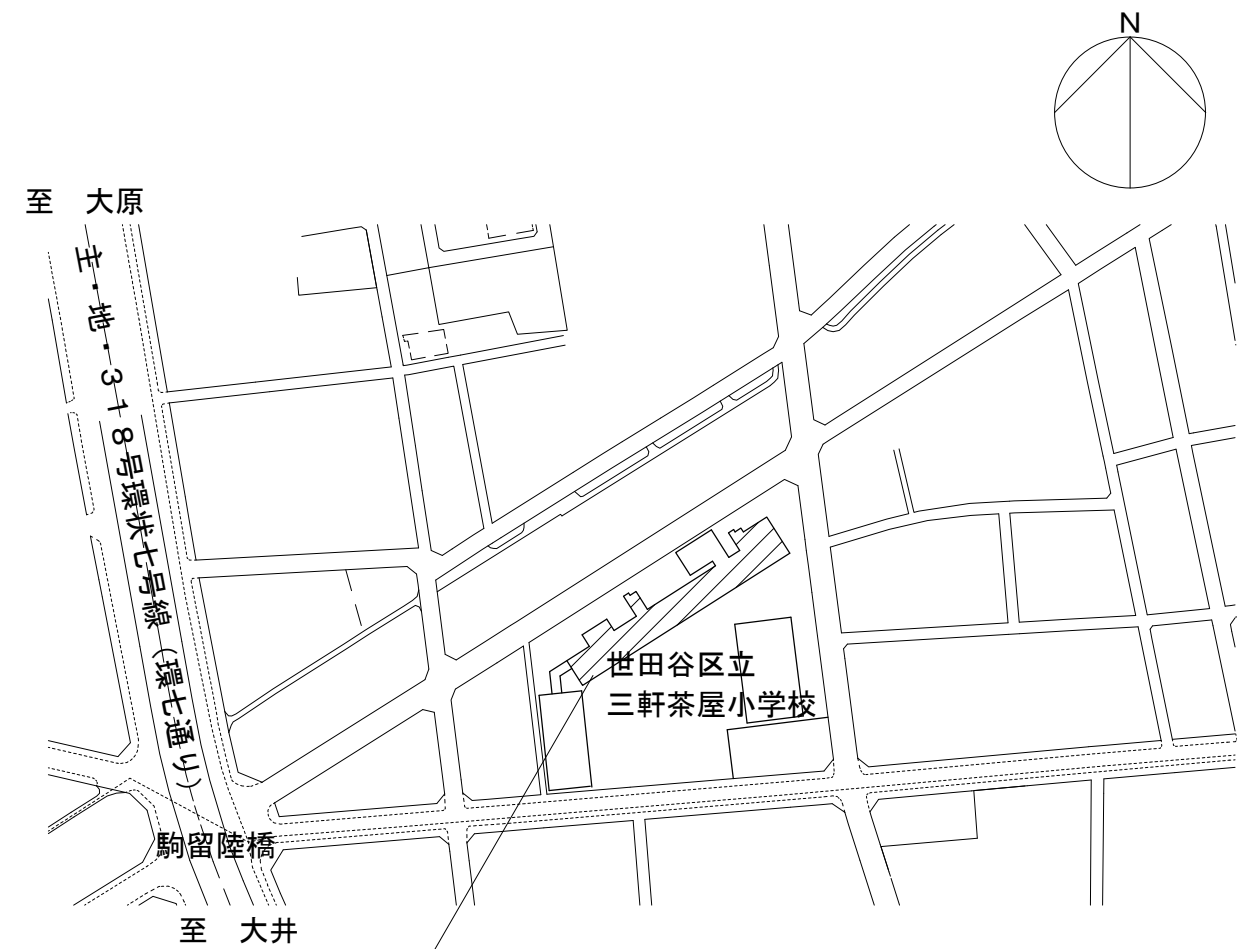 N
至　大原
主・地・318号環状七号線（環七通り）
世田谷区立
三軒茶屋小学校
駒留陸橋
至　大井